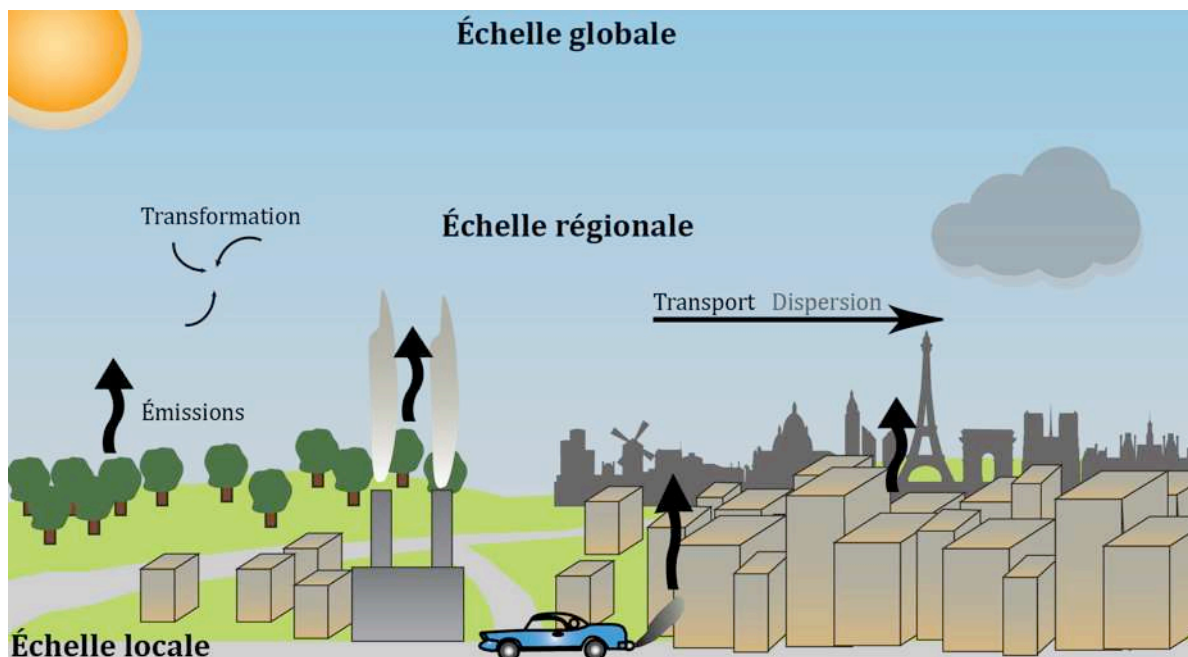 Échelle globale
Transformation
Échelle régionale
Transport Dispersion
Émissions
Échelle locale